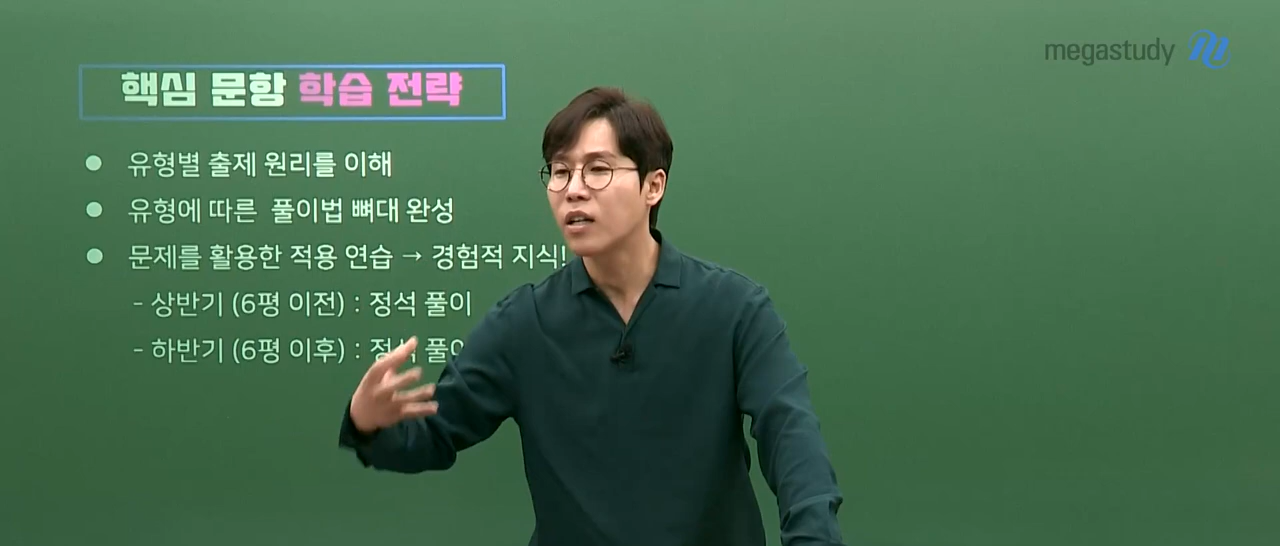 megastudy
핵심 문항 학습 전략
● 유형별 출제 원리를 이해
● 유형에 따른 풀이법 뼈대 완성
● 문제를 활용한 적용 연습 → 경험적 지식!
- 상반기 (6평 이전) : 정석 풀이
- 하반기 (6평 이후) : 정석